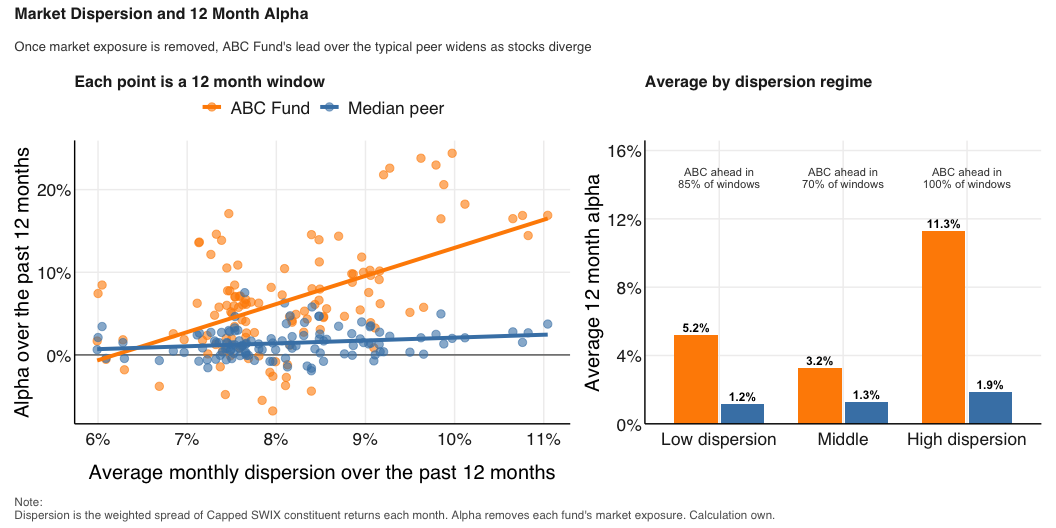 Market Dispersion and 12 Month Alpha
Once market exposure is removed, ABC Fund's lead over the typical peer widens as stocks diverge
Each point is a 12 month window
ABC Fund
Median peer
Alpha over the past 12 months
20%
10%
0%
6%
7%
8%
9%
10%
11%
Average monthly dispersion over the past 12 months
Average by dispersion regime
Average 12 month alpha
16%
12%
8%
4%
0%
ABC ahead in
85% of windows
ABC ahead in
70% of windows
ABC ahead in
100% of windows
5.2%
1.2%
3.2%
1.3%
11.3%
1.9%
Low dispersion
Middle
High dispersion
Note:
Dispersion is the weighted spread of Capped SWIX constituent returns each month. Alpha removes each fund's market exposure. Calculation own.